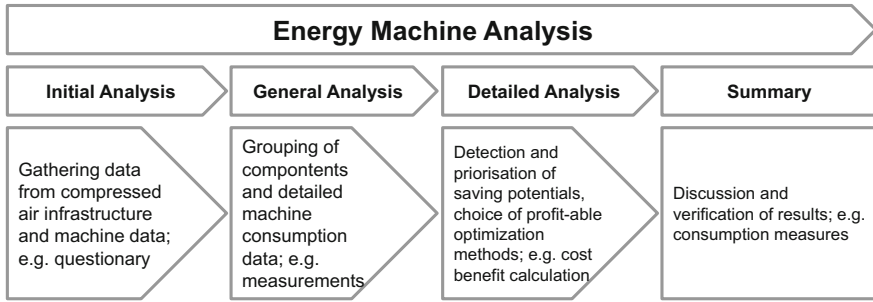 Energy Machine Analysis
Initial Analysis
General Analysis
Detailed Analysis
Summary
Gathering data
from compressed
air infrastructure
and machine data;
e.g. questionary
Grouping of
compontents
and detailed
machine
consumption
data; e.g.
measurements
Detection and
priorisation of
saving potentials,
choice of profit-able
optimization
methods; e.g. cost
benefit calculation
Discussion and
verification of results; e.g.
consumption measures